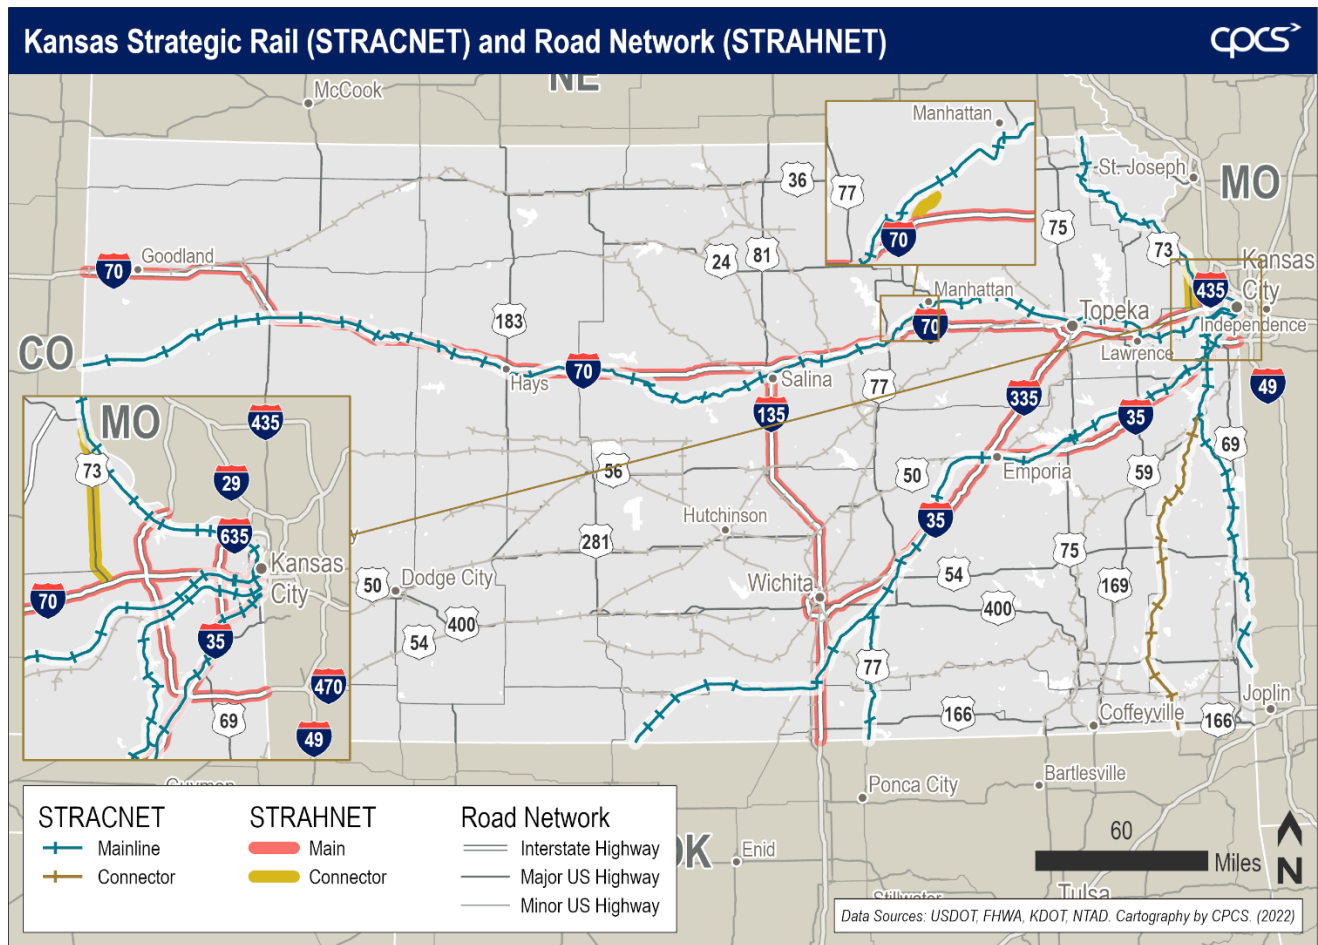 Kansas Strategic Rail (STRACNET) and Road Network (STRAHNET)
cpcs
NE
McCook
Manhattan
77
70
36
St. Joseph
MO
75
73
24
81
Goodland
70
183
Manhattan
70
Topeka
435
Kansas
City
Independence
Lawrence
CO
Hays
70
Salina
135
77
335
35
49
MO
435
73
29
635
Kansas
City
70
35
470
69
49
56
50
Emporia
59
69
Hutchinson
35
281
75
50
Dodge City
Wichita
54
169
400
54
400
77
166
Coffeyville
166
Joplin
Guymon
Ponca City
Bartlesville
OK
Enid
Stillwater
Tulsa
STRACNET
Mainline
Connector
STRAHNET
Main
Connector
Road Network
Interstate Highway
Major US Highway
Minor US Highway
60
Miles
N
Data Sources: USDOT, FHWA, KDOT, NTAD. Cartography by CPCS. (2022)